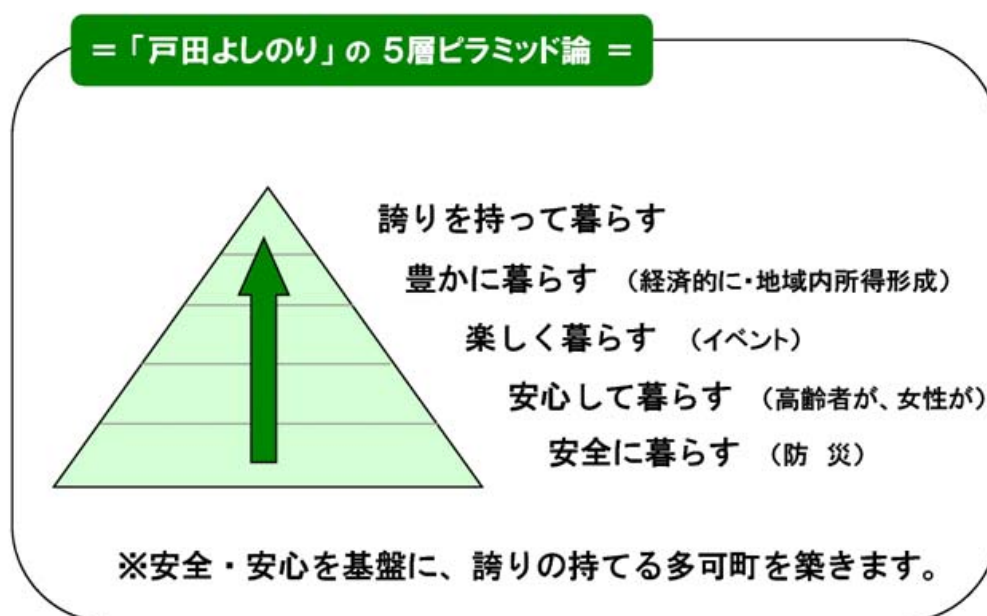 ＝「戸田よしのり」の ５層ピラミッド論 ＝
誇りを持って暮らす
豊かに暮らす （経済的に・地域内所得形成）
楽しく暮らす （イベント）
安心して暮らす （高齢者が、女性が）
安全に暮らす （防 災）
※安全・安心を基盤に、誇りの持てる多可町を築きます。